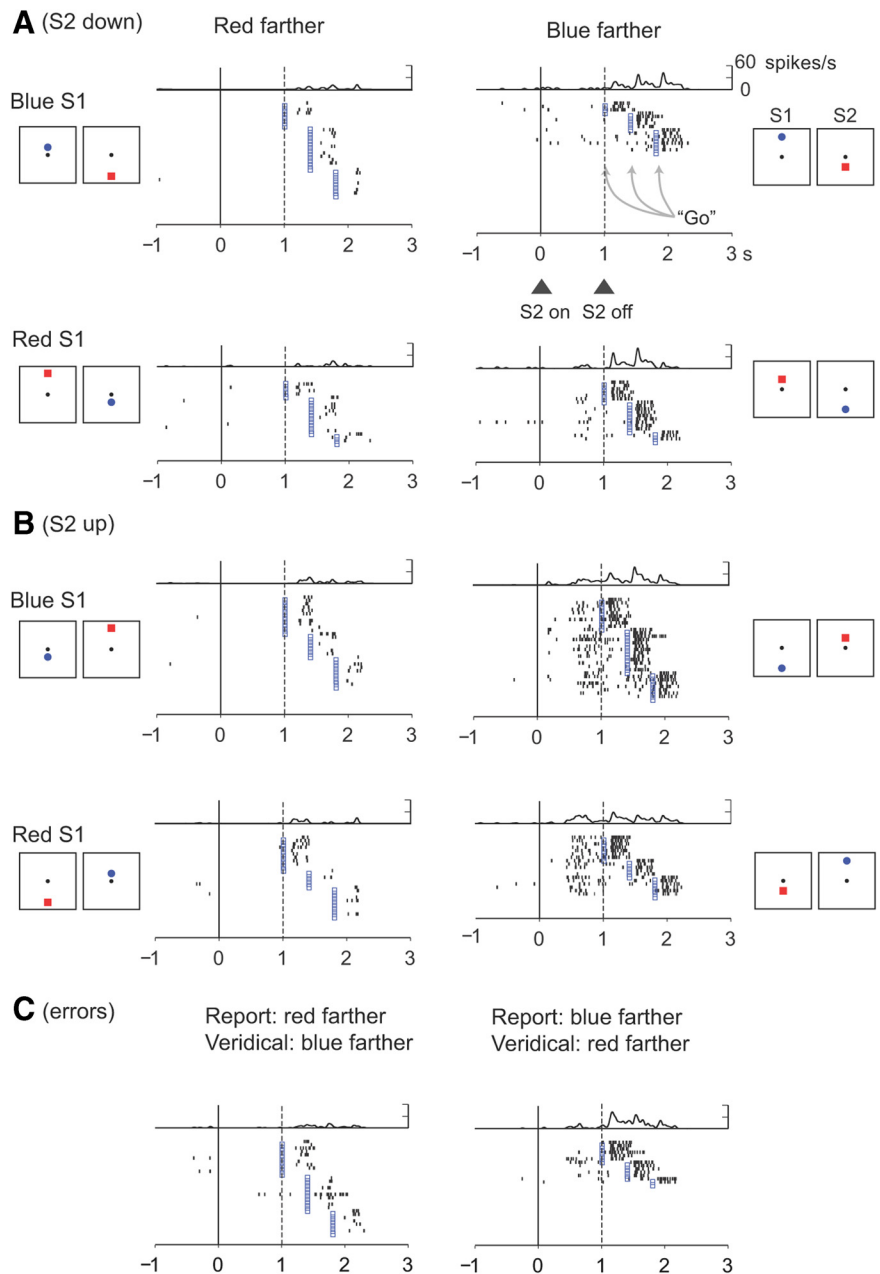 A (S2 down)
Red farther
Blue farther
60 spikes/s
0
Blue S1
S1 S2
“Go”
−1 0 1 2 3
−1 0 1 2 3 s
S2 on S2 off
Red S1
−1 0 1 2 3
−1 0 1 2 3
B (S2 up)
Blue S1
−1 0 1 2 3
−1 0 1 2 3
Red S1
−1 0 1 2 3
−1 0 1 2 3
C (errors)
Report: red farther
Veridical: blue farther
Report: blue farther
Veridical: red farther
−1 0 1 2 3
−1 0 1 2 3